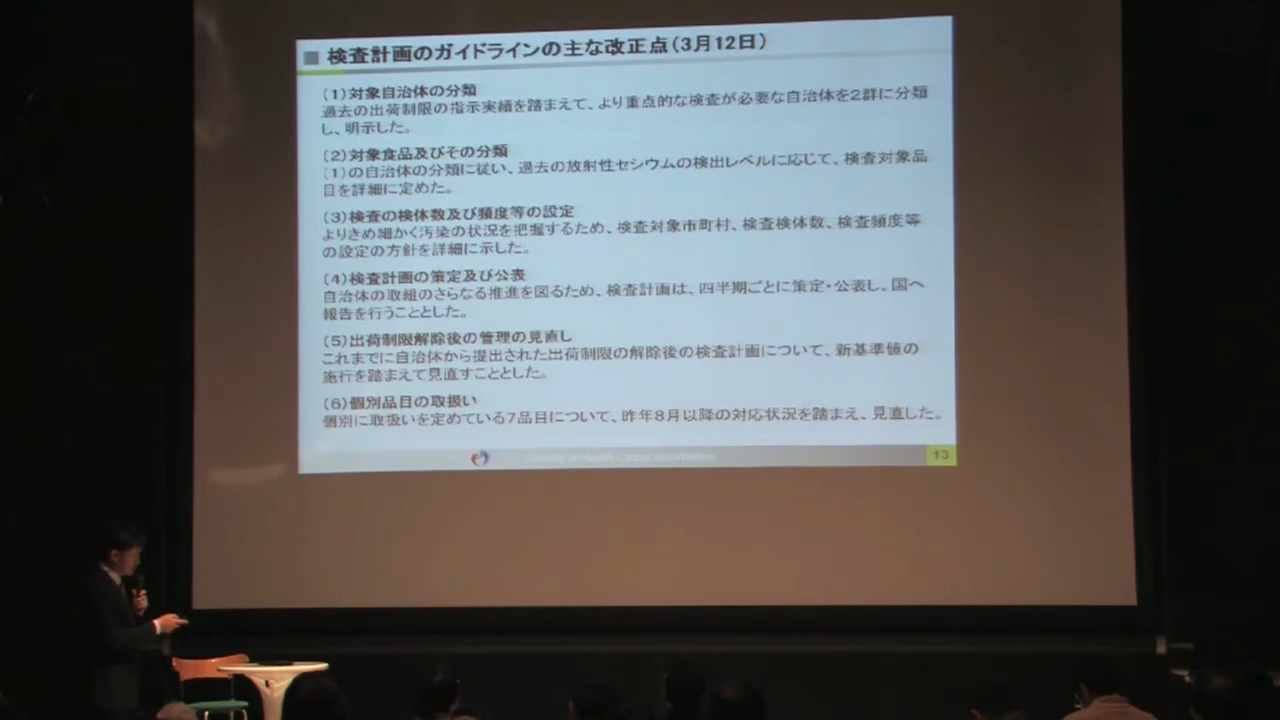 検査計画のガイドラインの主な改正点（3月12日）
（1）対象自治体の分類
過去の出荷制限の指示実績を踏まえて、より重点的な検査が必要な自治体を2群に分類
し、明示した。
（2）対象食品及びその分類
（1）の自治体の分類に従い、過去の放射性セシウムの検出レベルに応じて、検査対象品
目を詳細に定めた。
（3）検査の検体数及び頻度等の設定
よりきめ細かく汚染の状況を把握するため、検査対象市町村、検査検体数、検査頻度等
の設定の方針を詳細に示した。
（4）検査計画の策定及び公表
自治体の取組のさらなる推進を図るため、検査計画は、四半期ごとに策定・公表し、国へ
報告を行うこととした。
（5）出荷制限解除後の管理の見直し
これまでに自治体から提出された出荷制限の解除後の検査計画について、新基準値の
施行を踏まえて見直すこととした。
（6）個別品目の取扱い
個別に取扱いを定めている7品目について、昨年8月以降の対応状況を踏まえ、見直した。
Ministry of Health, Labour and Welfare
13